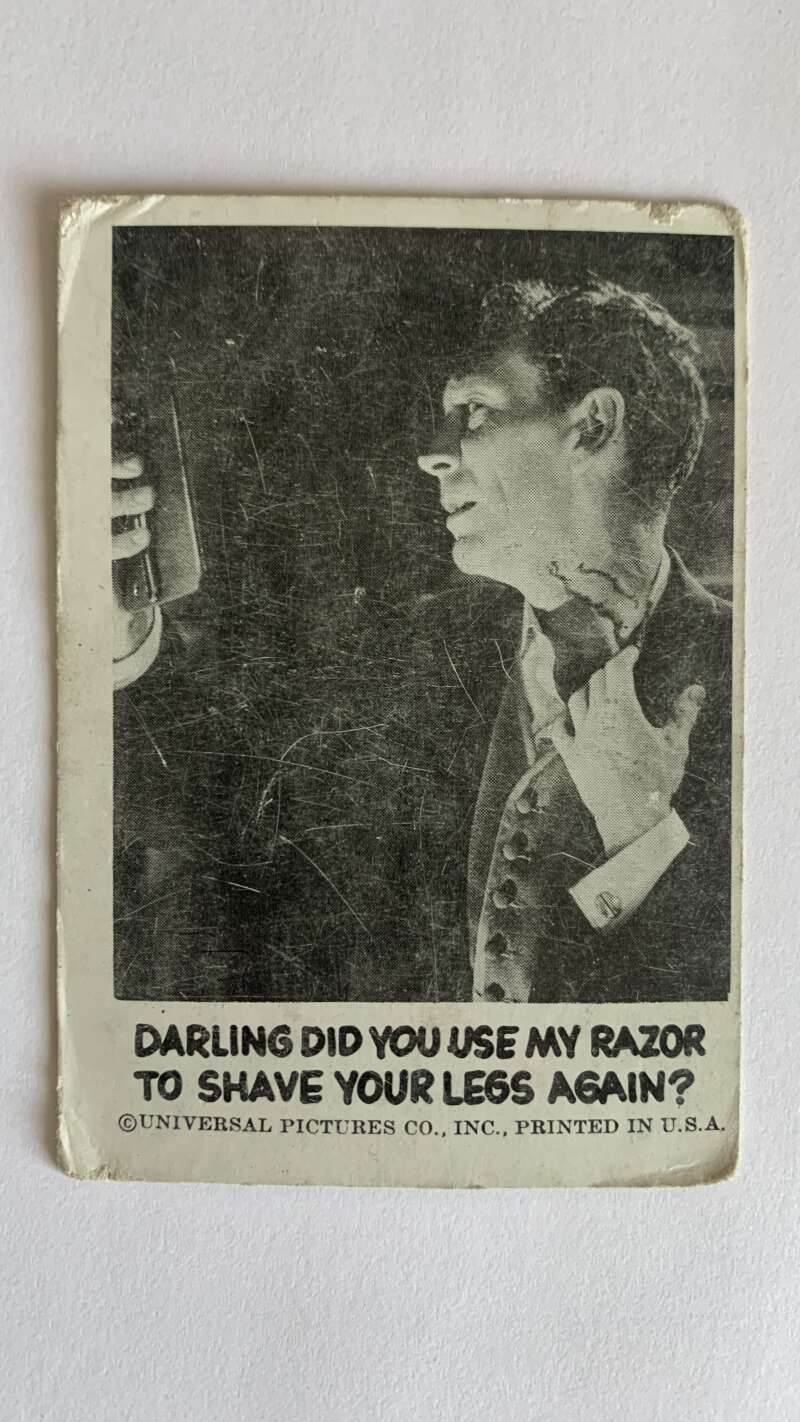 DARLING DID YOU USE MY RAZOR
TO SHAVE YOUR LEGS AGAIN?
©UNIVERSAL PICTURES CO., INC., PRINTED IN U.S.A.